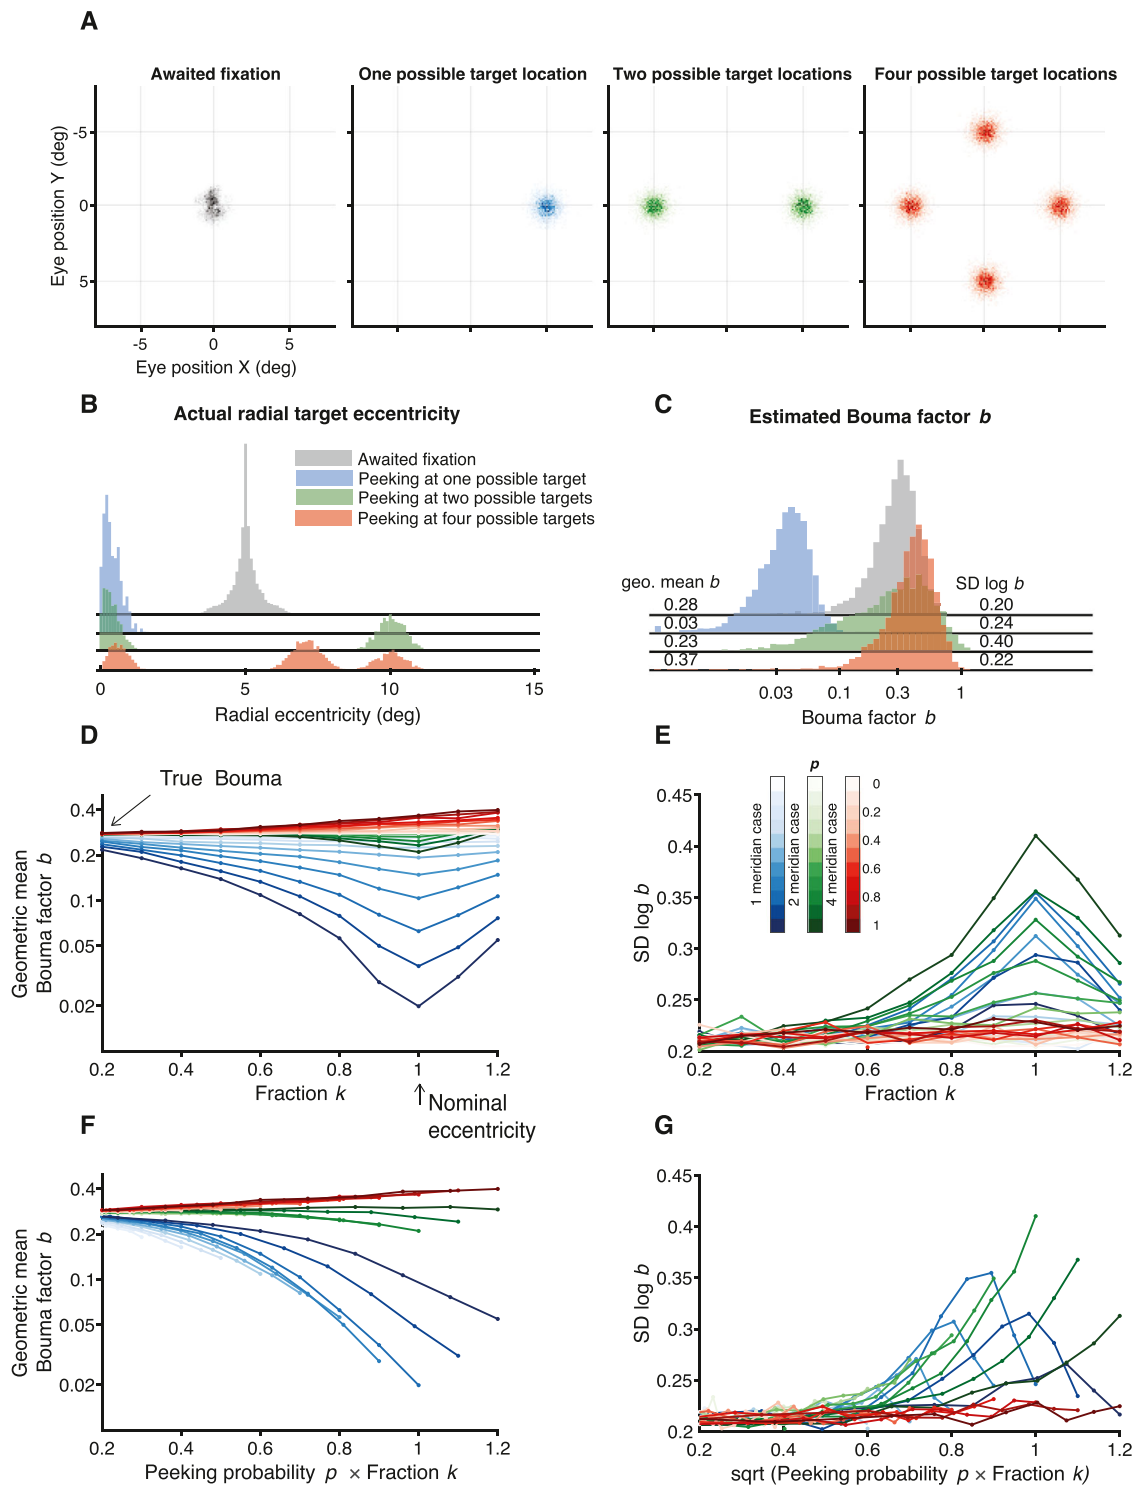 A
Awaited fixation
One possible target location
Two possible target locations
Four possible target locations
Eye position Y (deg)
-5
0
5
-5
0
5
Eye position X (deg)
B
Actual radial target eccentricity
Awaited fixation
Peeking at one possible target
Peeking at two possible targets
Peeking at four possible targets
0
5
10
15
Radial eccentricity (deg)
C
Estimated Bouma factor b
geo. mean b
SD log b
0.28
0.20
0.03
0.24
0.23
0.40
0.37
0.22
0.03
0.1
0.3
1
Bouma factor b
D
True Bouma
Geometric mean
Bouma factor b
0.4
0.2
0.1
0.05
0.02
0.2
0.4
0.6
0.8
1
1.2
Fraction k
Nominal
eccentricity
E
p
1 meridian case
2 meridian case
4 meridian case
0
0.2
0.4
0.6
0.8
1
SD log b
0.45
0.4
0.35
0.3
0.25
0.2
0.2
0.4
0.6
0.8
1
1.2
Fraction k
F
Geometric mean
Bouma factor b
0.4
0.2
0.1
0.05
0.02
0.2
0.4
0.6
0.8
1
1.2
Peeking probability p × Fraction k
G
SD log b
0.45
0.4
0.35
0.3
0.25
0.2
0.2
0.4
0.6
0.8
1
1.2
sqrt (Peeking probability p × Fraction k)